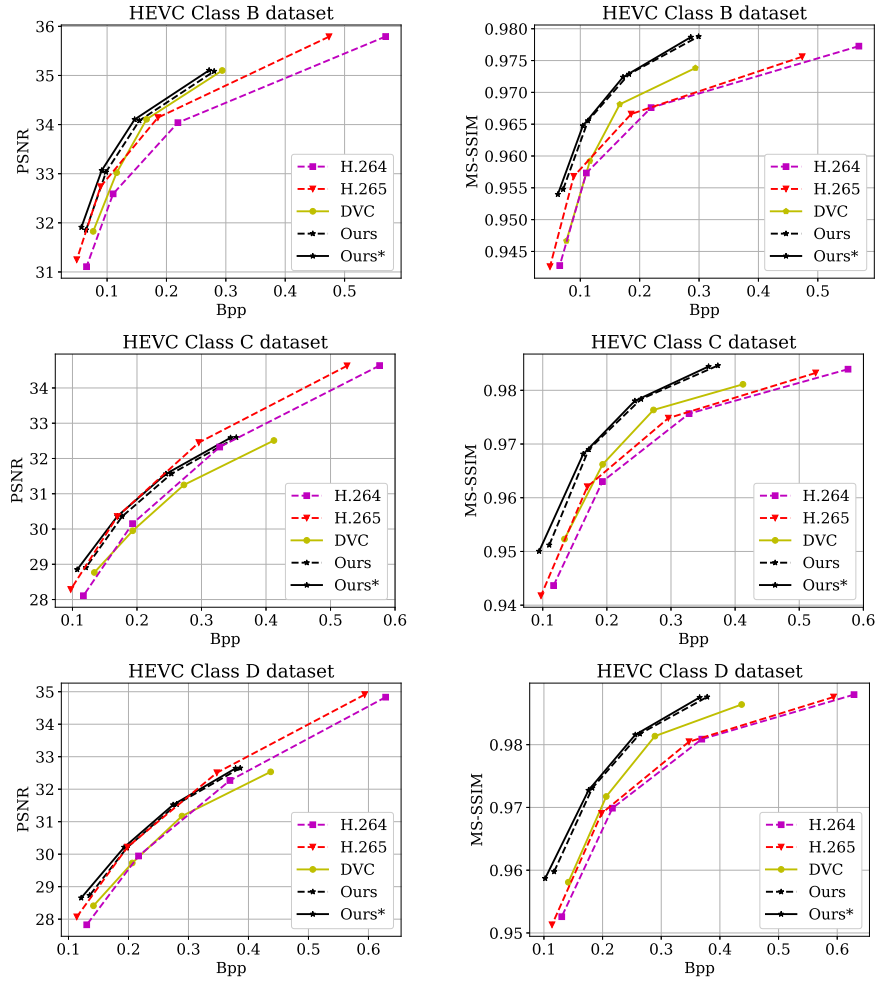 HEVC Class B dataset
PSNR
36
35
34
33
32
31
0.1
0.2
0.3
0.4
0.5
Bpp
H.264
H.265
DVC
Ours
Ours*
HEVC Class B dataset
MS-SSIM
0.980
0.975
0.970
0.965
0.960
0.955
0.950
0.945
0.1
0.2
0.3
0.4
0.5
Bpp
H.264
H.265
DVC
Ours
Ours*
HEVC Class C dataset
PSNR
34
33
32
31
30
29
28
0.1
0.2
0.3
0.4
0.5
0.6
Bpp
H.264
H.265
DVC
Ours
Ours*
HEVC Class C dataset
MS-SSIM
0.98
0.97
0.96
0.95
0.94
0.1
0.2
0.3
0.4
0.5
0.6
Bpp
H.264
H.265
DVC
Ours
Ours*
HEVC Class D dataset
PSNR
35
34
33
32
31
30
29
28
0.1
0.2
0.3
0.4
0.5
0.6
Bpp
H.264
H.265
DVC
Ours
Ours*
HEVC Class D dataset
MS-SSIM
0.98
0.97
0.96
0.95
0.1
0.2
0.3
0.4
0.5
0.6
Bpp
H.264
H.265
DVC
Ours
Ours*